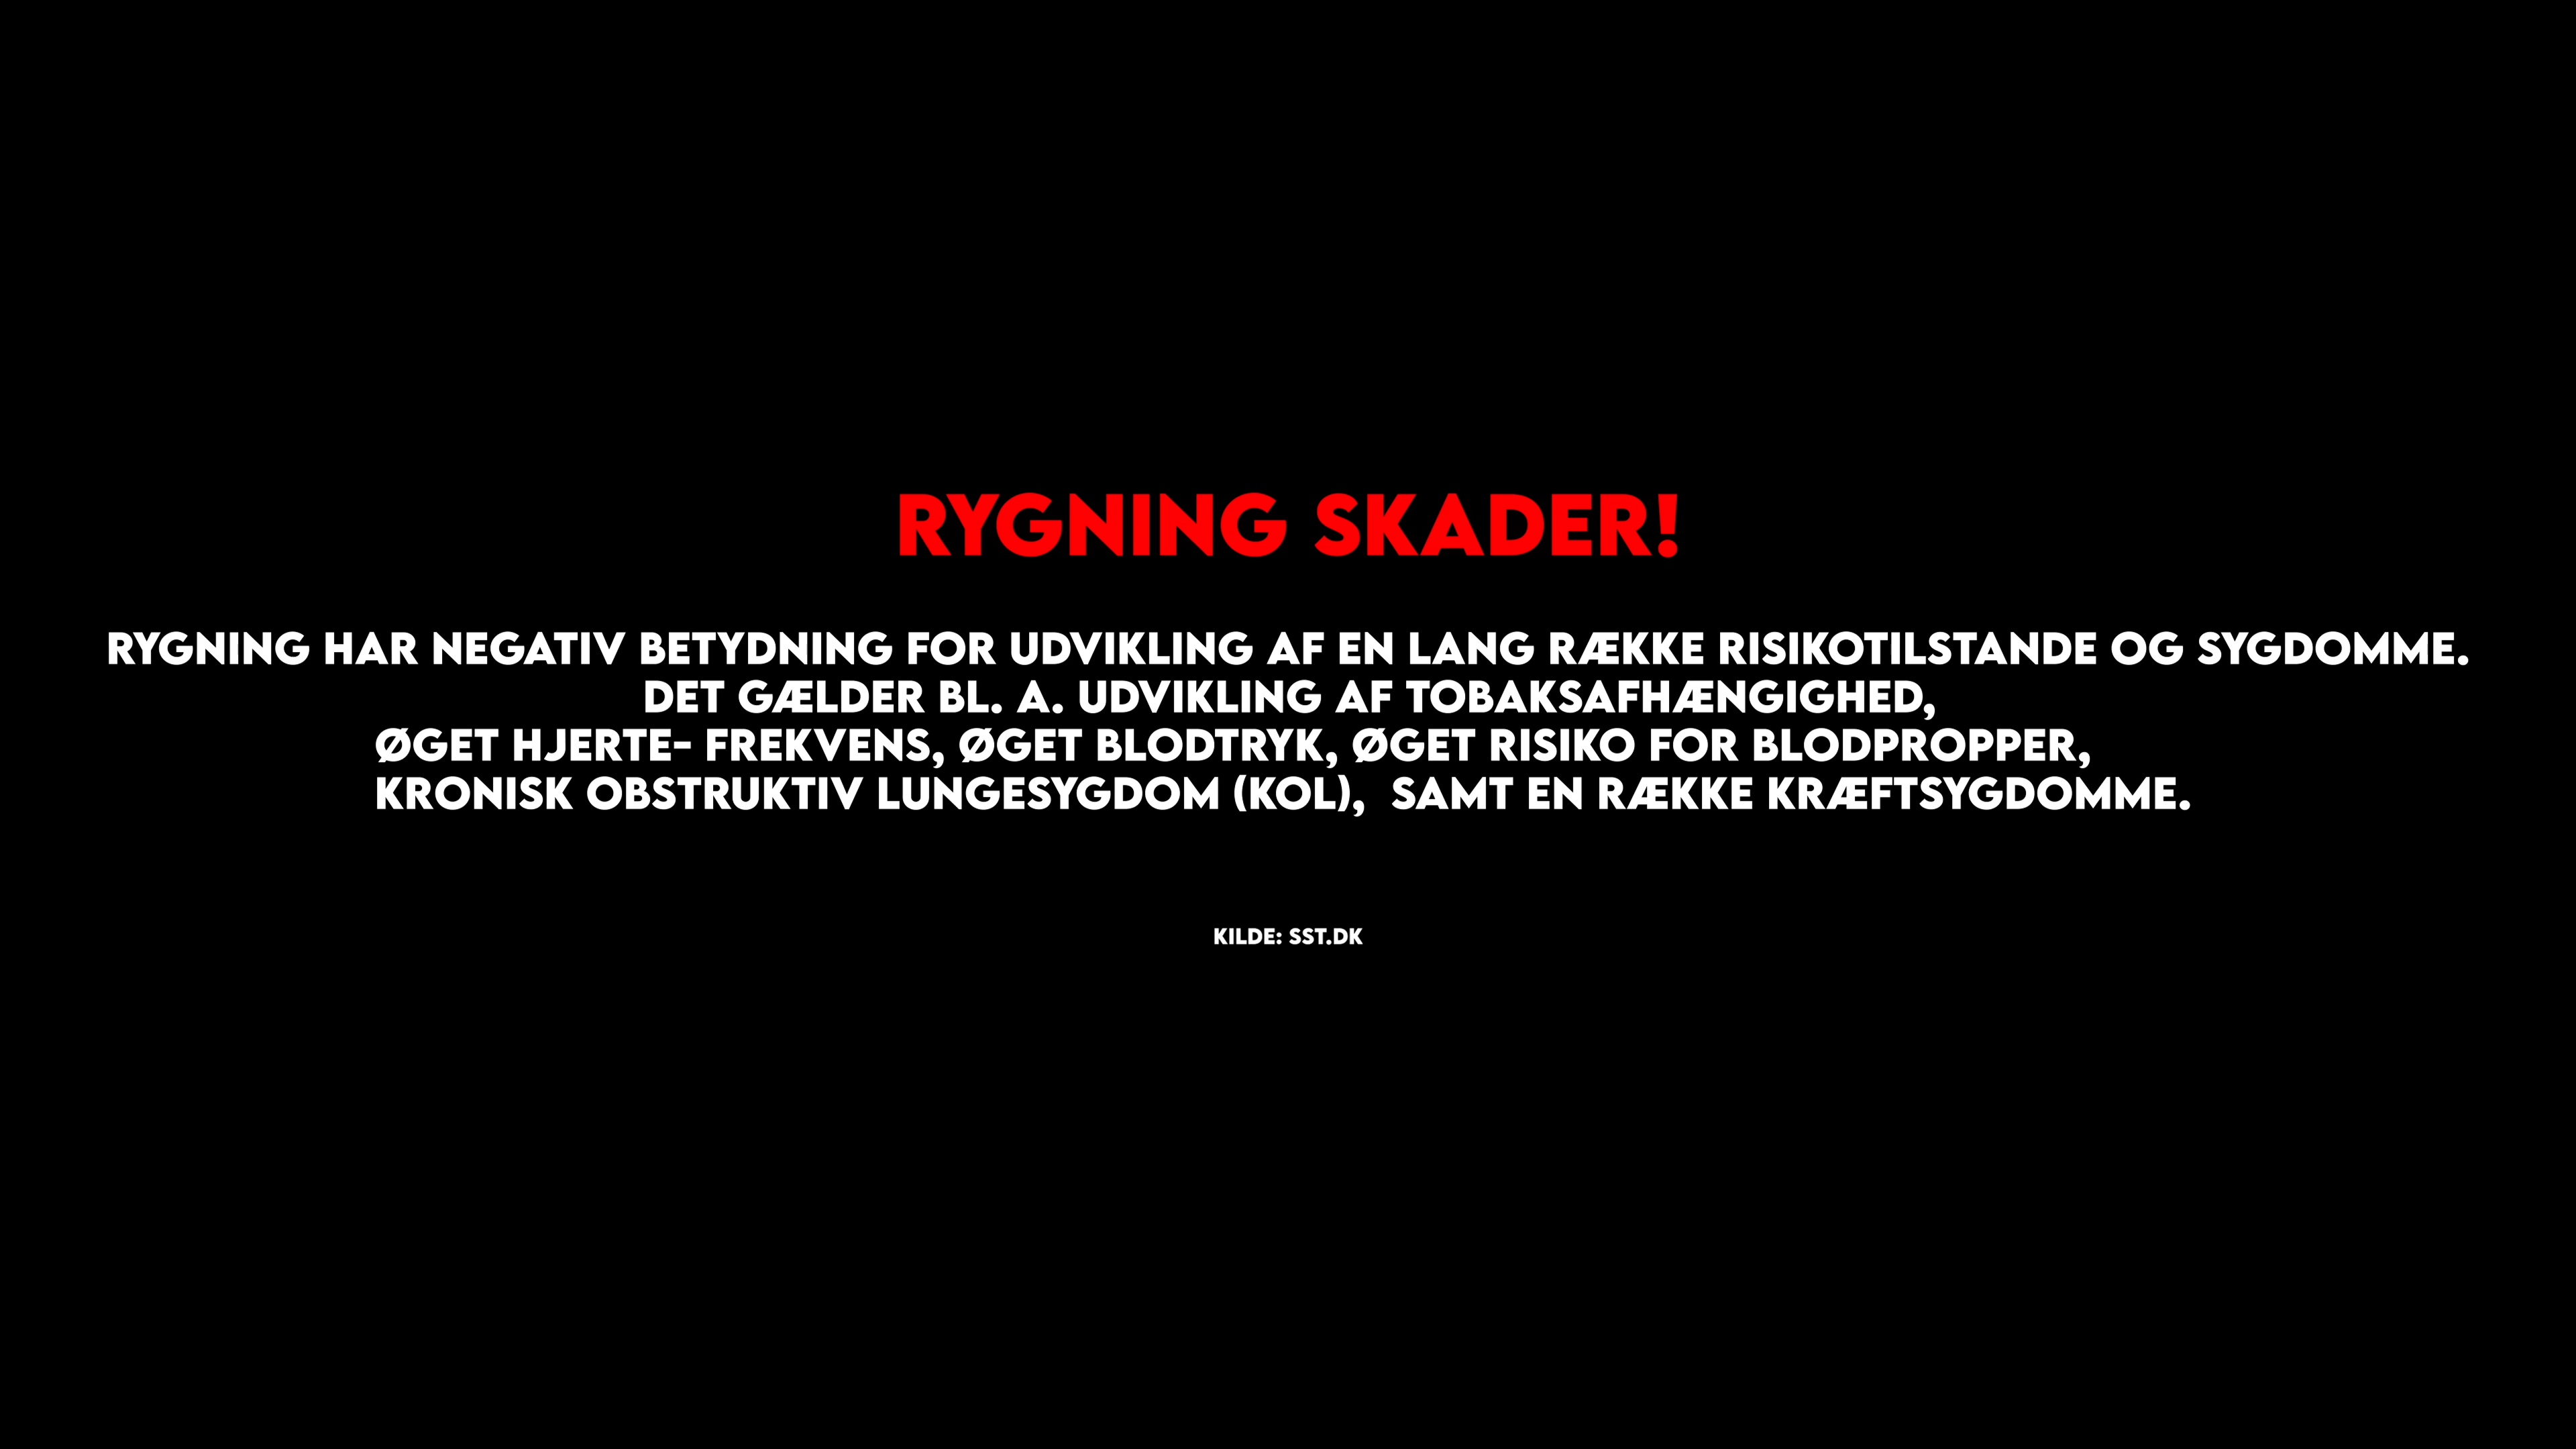 RYGNING SKADER!
RYGNING HAR NEGATIV BETYDNING FOR UDVIKLING AF EN LANG RÆKKE RISIKOTILSTANDE OG SYGDOMME.
DET GÆLDER BL. A. UDVIKLING AF TOBAKSAFHÆNGIGHED,
ØGET HJERTE- FREKVENS, ØGET BLODTRYK, ØGET RISIKO FOR BLODPROPPER,
KRONISK OBSTRUKTIV LUNGESYGDOM (KOL),  SAMT EN RÆKKE KRÆFTSYGDOMME.
KILDE: SST.DK